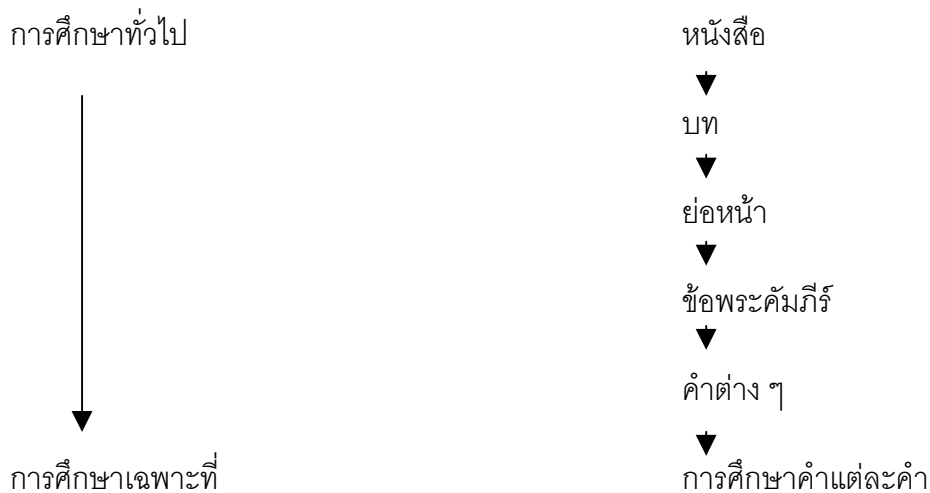 การศึกษาทั่วไป
หนังสือ
บท
ย่อหน้า
ข้อพระคัมภีร์
คำต่าง ๆ
การศึกษาเฉพาะที่
การศึกษาคำแต่ละคำ